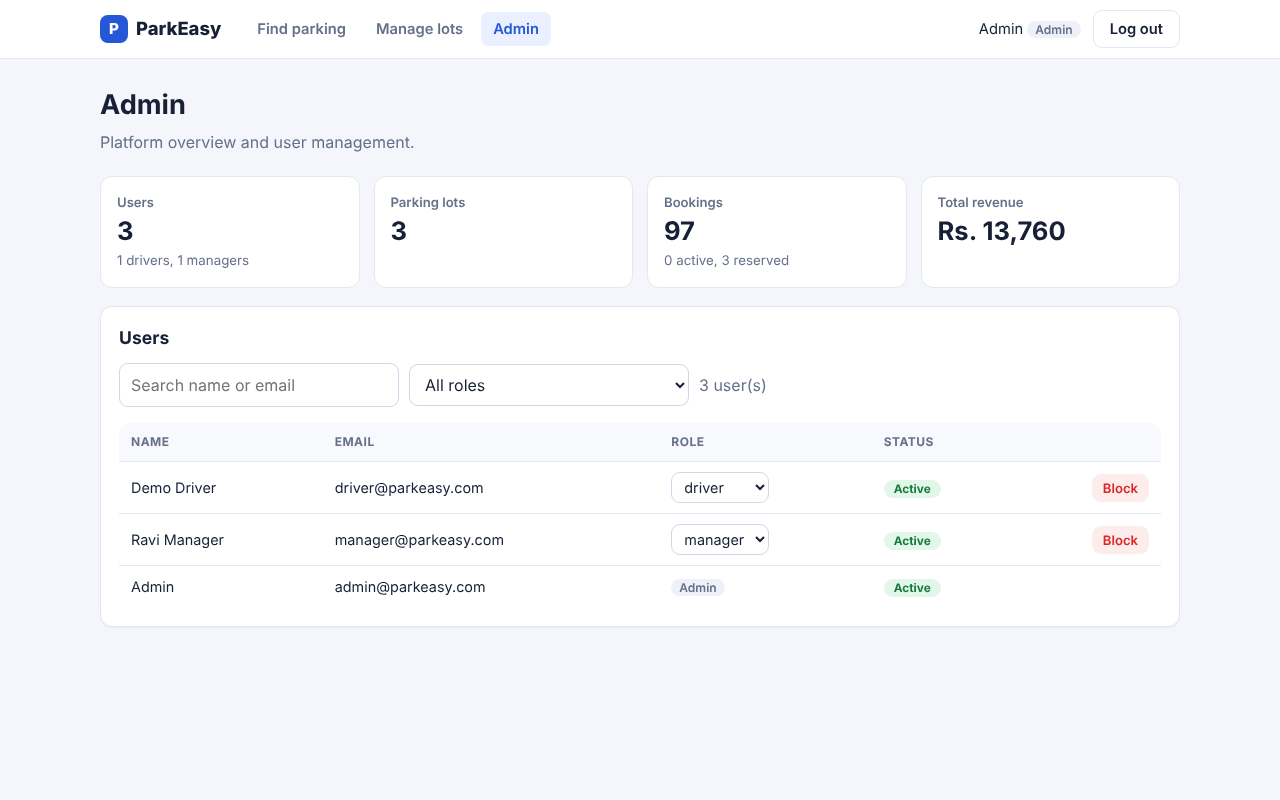 P ParkEasy Find parking Manage lots Admin Admin Admin Log out
Admin
Platform overview and user management.
Users Parking lots Bookings Total revenue
3 3 97 Rs. 13,760
1 drivers, 1 managers 0 active, 3 reserved
Users
Search name or email All roles 3 user(s)
NAME EMAIL ROLE STATUS
Demo Driver driver@parkeasy.com driver Active Block
Ravi Manager manager@parkeasy.com manager Active Block
Admin admin@parkeasy.com Admin Active